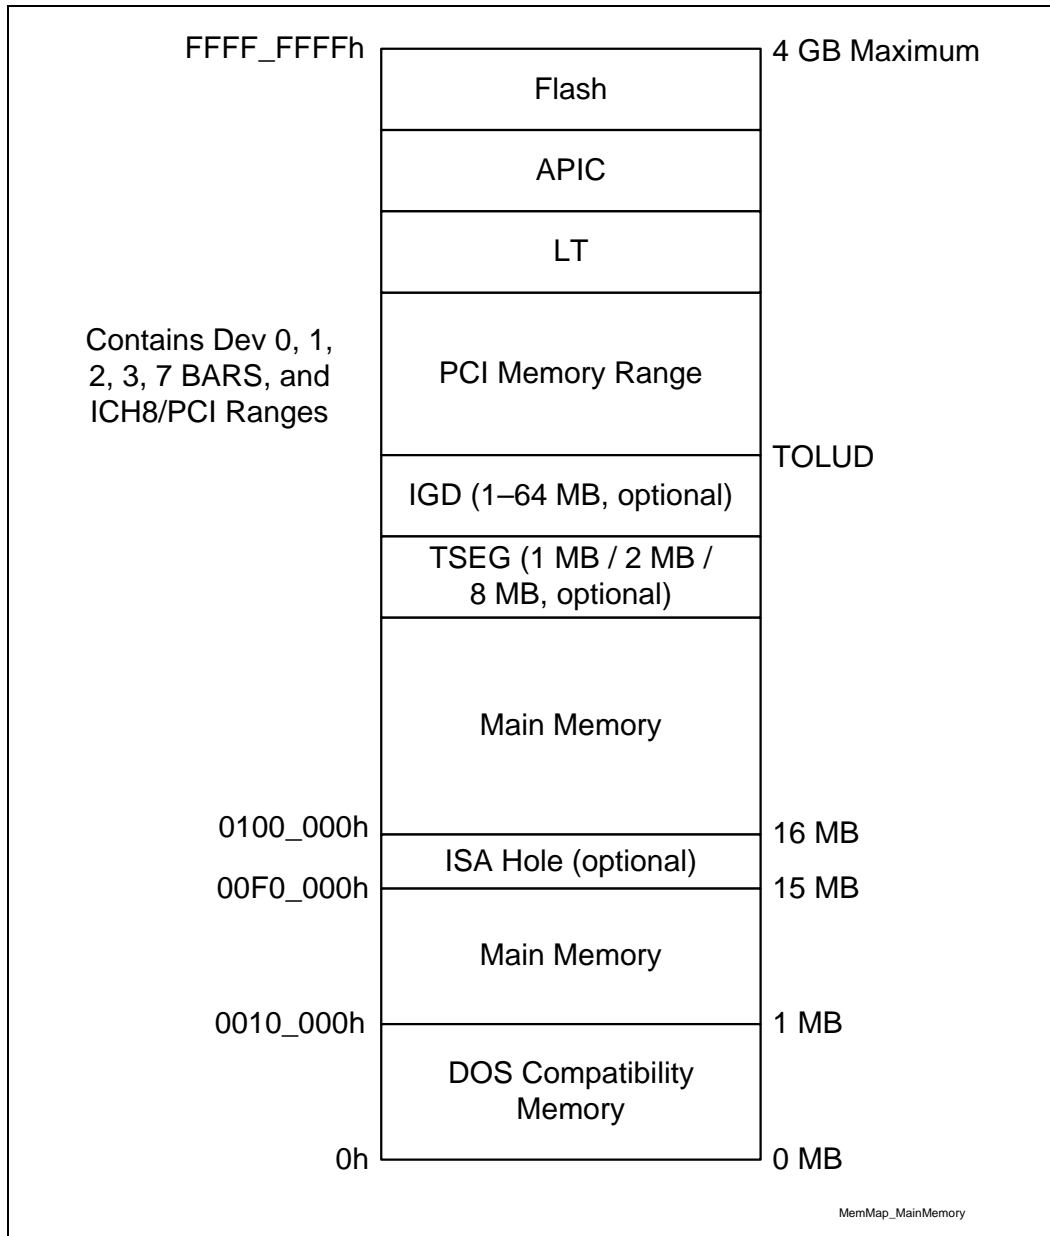 FFFF_FFFFh
4 GB Maximum
Flash
APIC
LT
Contains Dev 0, 1,
2, 3, 7 BARS, and
ICH8/PCI Ranges
PCI Memory Range
TOLUD
IGD (1–64 MB, optional)
TSEG (1 MB / 2 MB /
8 MB, optional)
Main Memory
0100_000h
16 MB
ISA Hole (optional)
00F0_000h
15 MB
Main Memory
0010_000h
1 MB
DOS Compatibility
Memory
0h
0 MB
MemMap_MainMemory